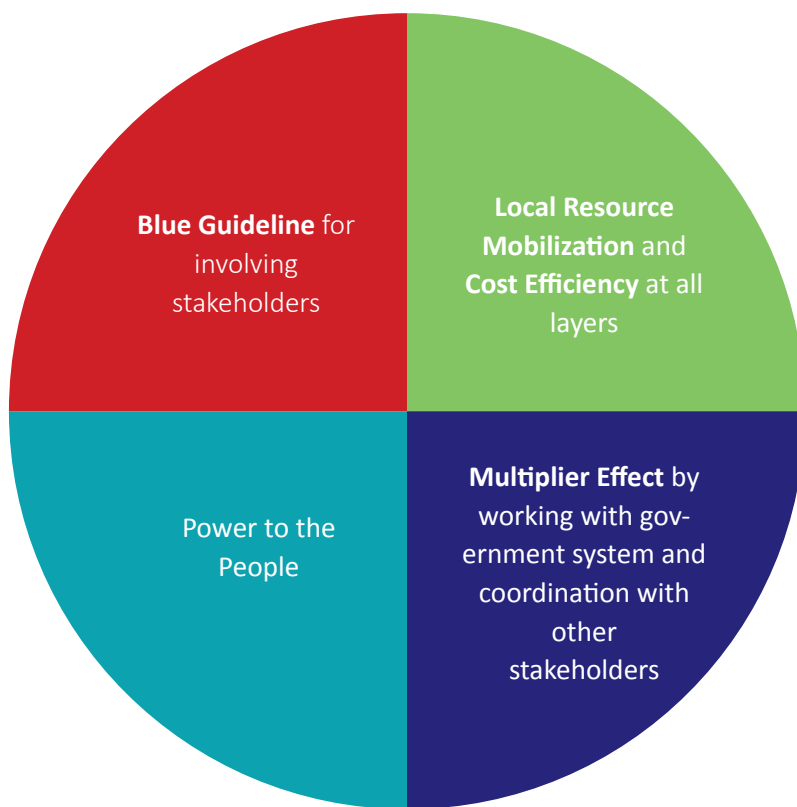 Blue Guideline for
involving
stakeholders
Local Resource
Mobilization and
Cost Efficiency at all
layers
Power to the
People
Multiplier Effect by
working with gov-
ernment system and
coordination with
other
stakeholders